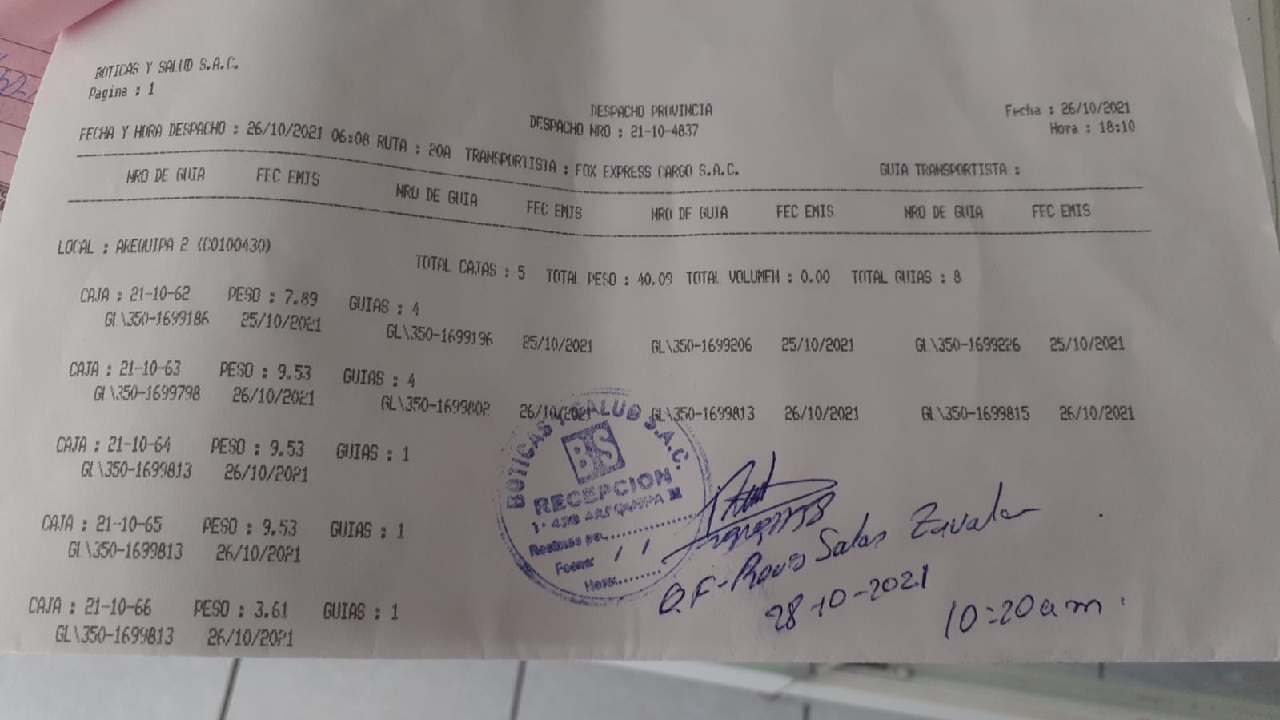 BOTICAS Y SALUD S.A.C.
Pagina : 1
DESPACHO PROVINCIA
Fecha : 26/10/2021
DESPACHO NRO : 21-10-4837
Hora : 18:10
FECHA Y HORA DESPACHO : 26/10/2021 06:08 RUTA : 20A TRANSPORTISTA : FOX EXPRESS CARGO S.A.C. GUIA TRANSPORTISTA :
NRO DE GUIA FEC EMIS NRO DE GUIA FEC EMIS NRO DE GUIA FEC EMIS NRO DE GUIA FEC EMIS
LOCAL : AREQUIPA 2 (C0100430) TOTAL CAJAS : 5 TOTAL PESO : 40.09 TOTAL VOLUMEN : 0.00 TOTAL GUIAS : 8
CAJA : 21-10-62 PESO : 7.89 GUIAS : 4
GL\350-1699186 25/10/2021 GL\350-1699196 25/10/2021 GL\350-1699206 25/10/2021 GL\350-1699226 25/10/2021
CAJA : 21-10-63 PESO : 9.53 GUIAS : 4
GL\350-1699798 26/10/2021 GL\350-1699802 26/10/2021 GL\350-1699813 26/10/2021 GL\350-1699815 26/10/2021
CAJA : 21-10-64 PESO : 9.53 GUIAS : 1
GL\350-1699813 26/10/2021
CAJA : 21-10-65 PESO : 9.53 GUIAS : 1
GL\350-1699813 26/10/2021
CAJA : 21-10-66 PESO : 3.61 GUIAS : 1
GL\350-1699813 26/10/2021
BOTICAS Y SALUD S.A.C.
BS
RECEPCION
AREQUIPA
Fecha: / /
Hora:
Q.F- Salas Zavala
28-10-2021
10:20 am.